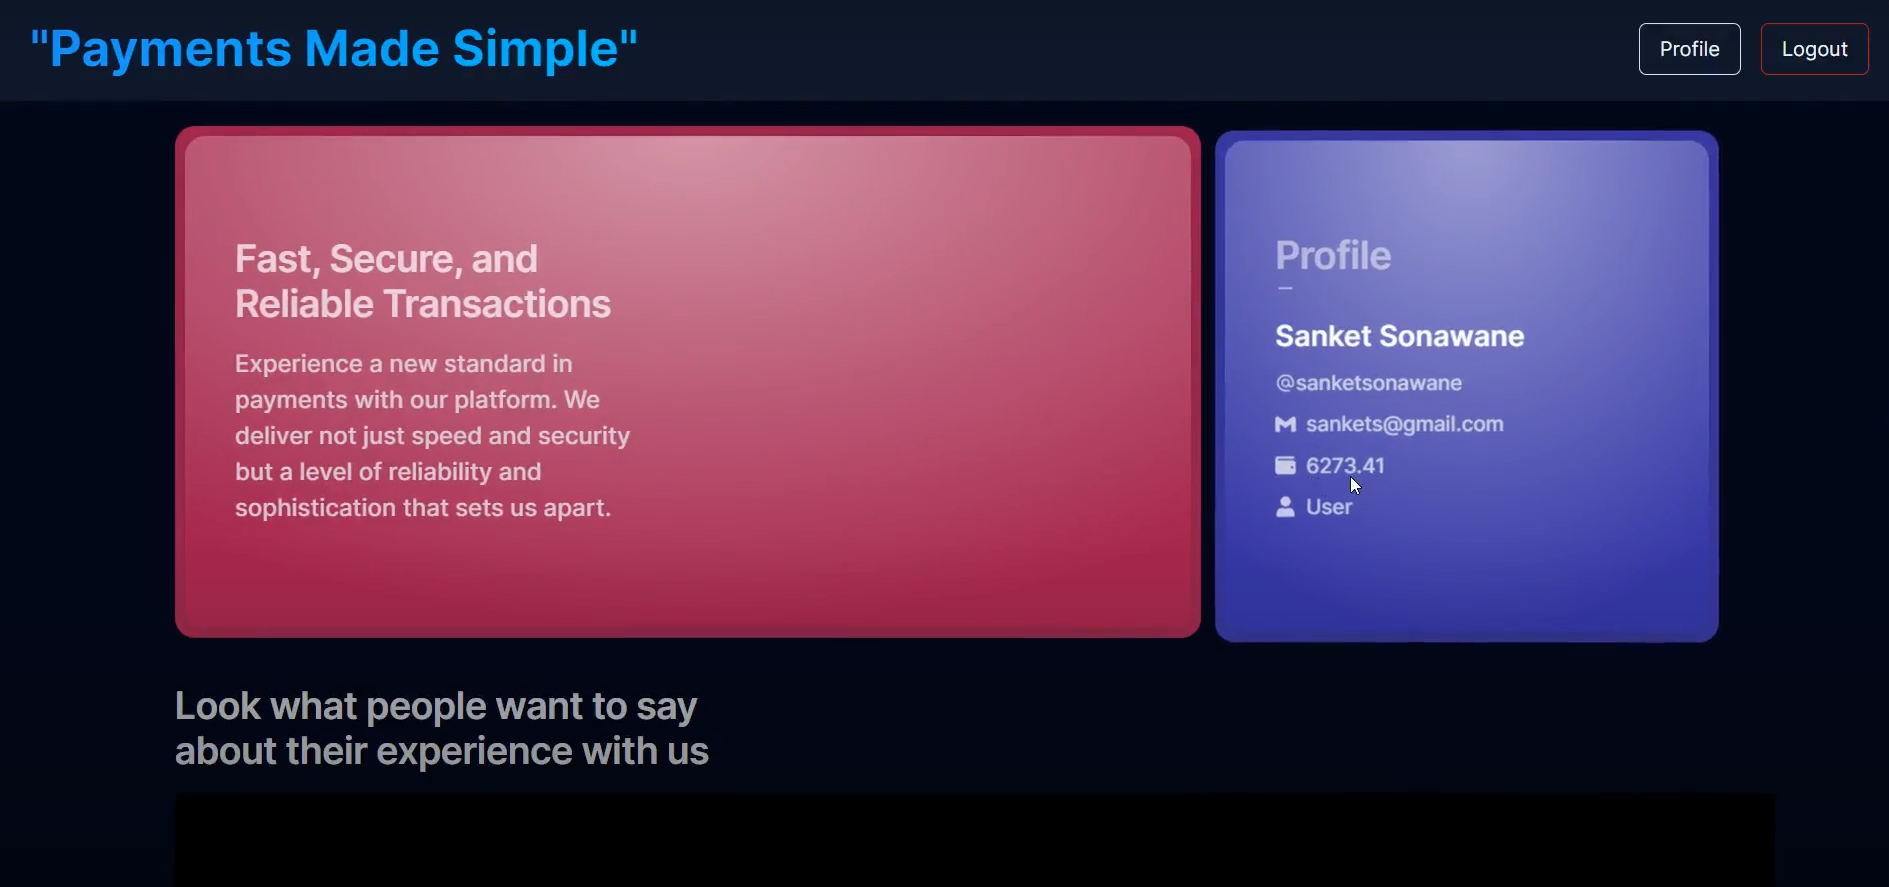 "Payments Made Simple"
Profile
Logout
Fast, Secure, and
Reliable Transactions
Experience a new standard in
payments with our platform. We
deliver not just speed and security
but a level of reliability and
sophistication that sets us apart.
Profile
Sanket Sonawane
@sanketsonawane
sankets@gmail.com
6273.41
User
Look what people want to say
about their experience with us